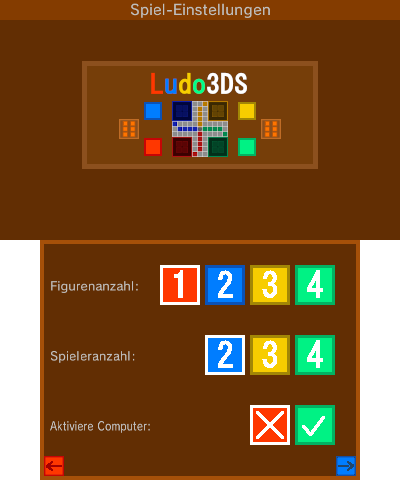 Spiel-Einstellungen
Ludo3DS
Figurenanzahl: 1 2 3 4
Spieleranzahl: 2 3 4
Aktiviere Computer: